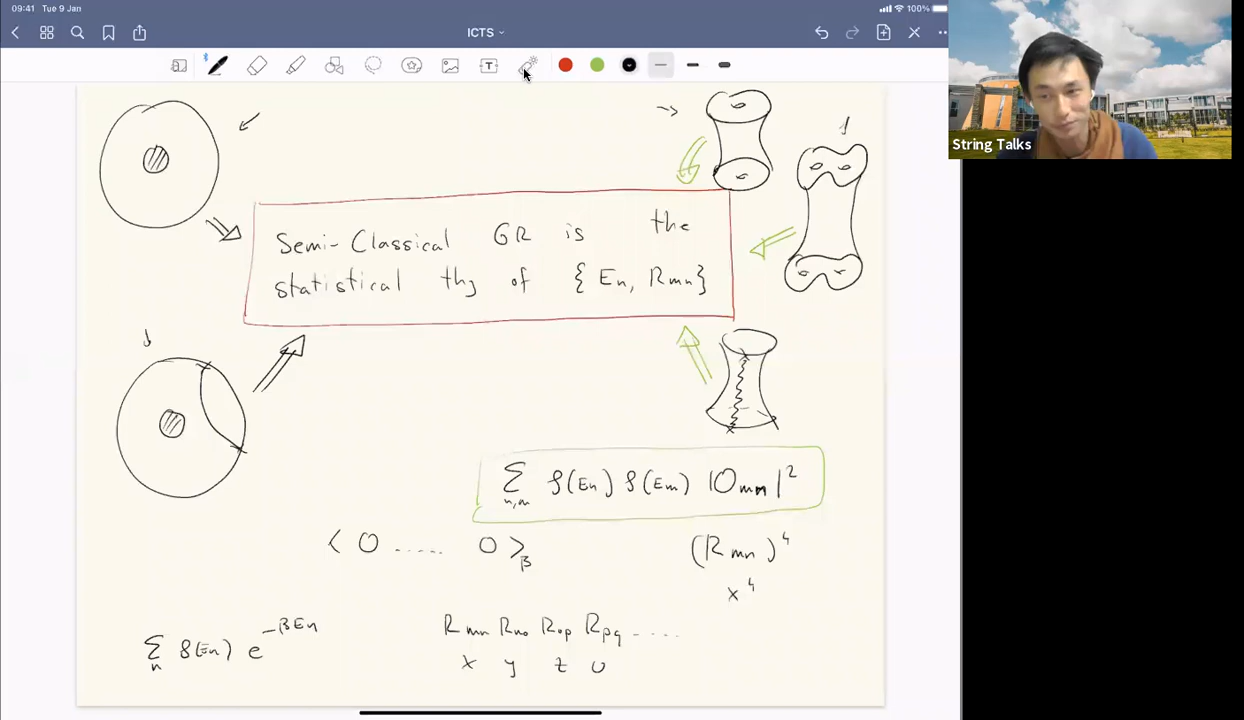 09:41 Tue 9 Jan
100%
ICTS
T
String Talks
Semi-Classical GR is the
statistical thy of {En, Rmn}
Σ n,m ρ(En) ρ(Em) |Omn|²
< O ..... O >β
(Rmn)⁴
x⁴
Σ n ρ(En) e^-βEn
Rmn Rno Rop Rpq ....
x y z u